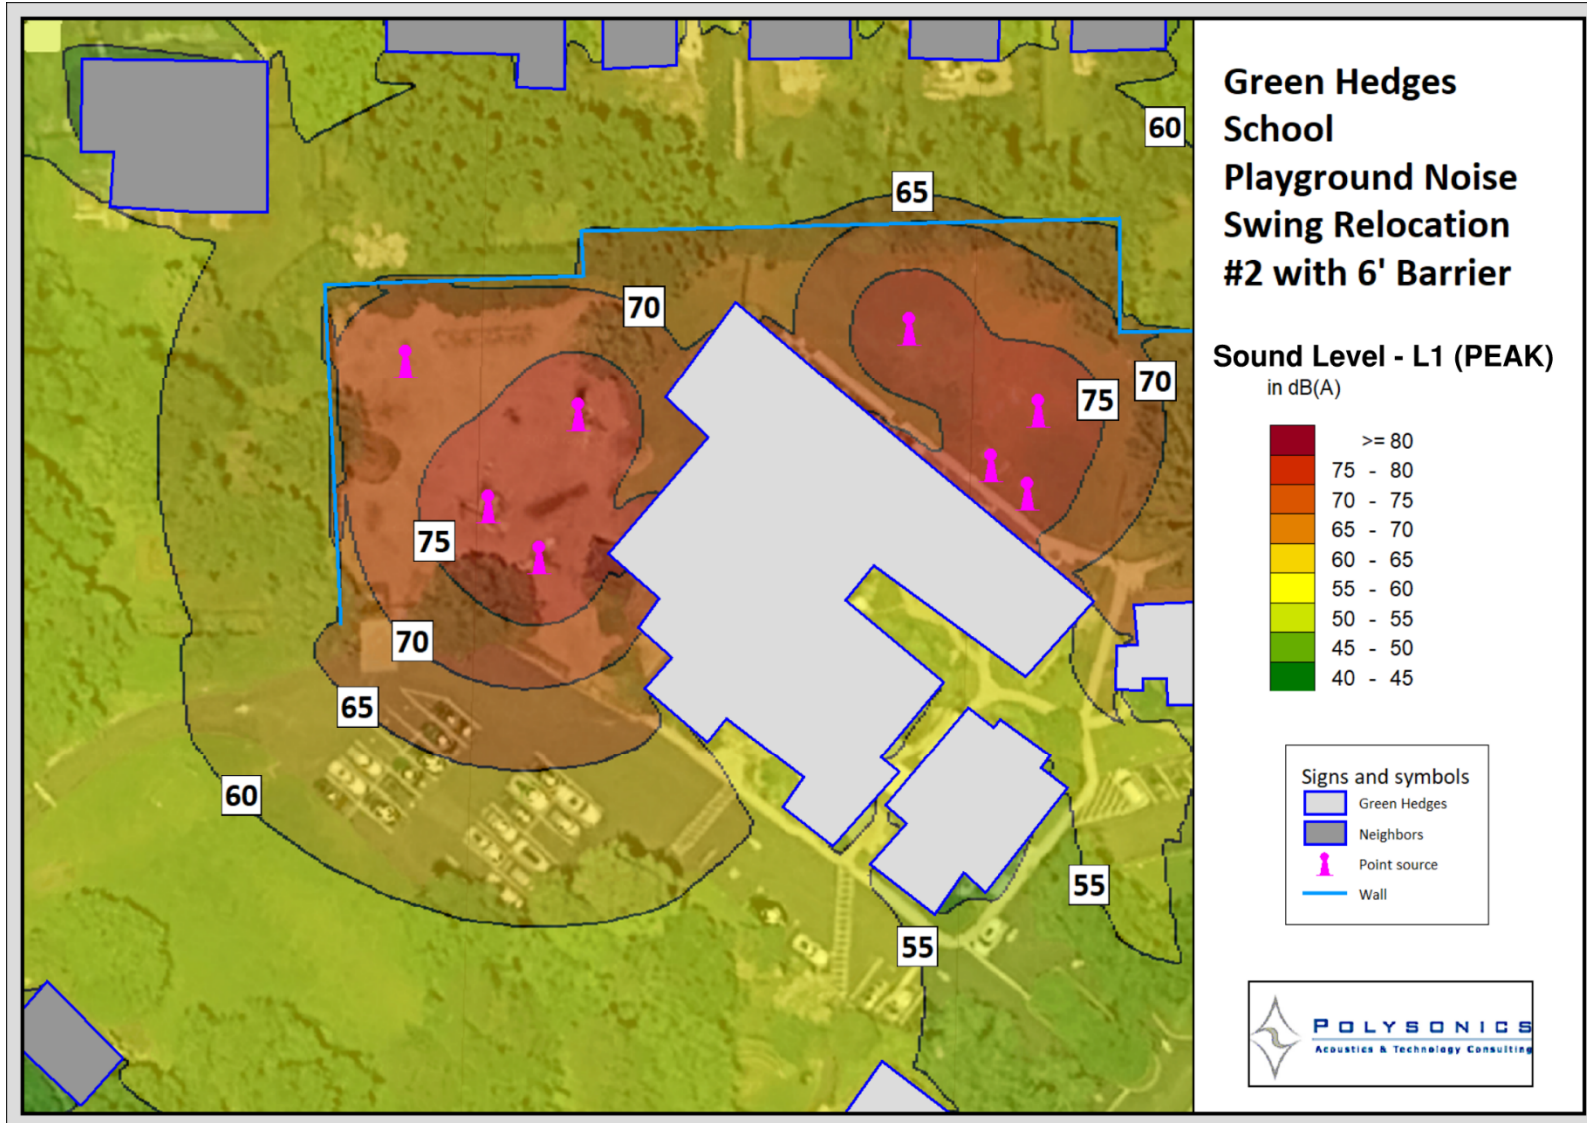 Green Hedges
School
Playground Noise
Swing Relocation
#2 with 6' Barrier
Sound Level - L1 (PEAK)
in dB(A)
>= 80
75 - 80
70 - 75
65 - 70
60 - 65
55 - 60
50 - 55
45 - 50
40 - 45
Signs and symbols
Green Hedges
Neighbors
Point source
Wall
POLYSONICS
Acoustics & Technology Consulting
60
65
70
70
75
75
70
65
60
55
55